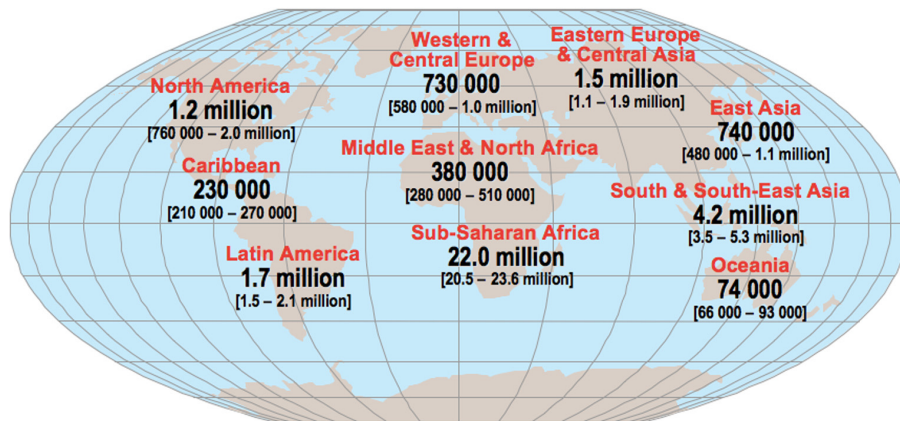 North America
1.2 million
[760 000 – 2.0 million]
Caribbean
230 000
[210 000 – 270 000]
Latin America
1.7 million
[1.5 – 2.1 million]
Western &
Central Europe
730 000
[580 000 – 1.0 million]
Middle East & North Africa
380 000
[280 000 – 510 000]
Sub-Saharan Africa
22.0 million
[20.5 – 23.6 million]
Eastern Europe
& Central Asia
1.5 million
[1.1 – 1.9 million]
East Asia
740 000
[480 000 – 1.1 million]
South & South-East Asia
4.2 million
[3.5 – 5.3 million]
Oceania
74 000
[66 000 – 93 000]